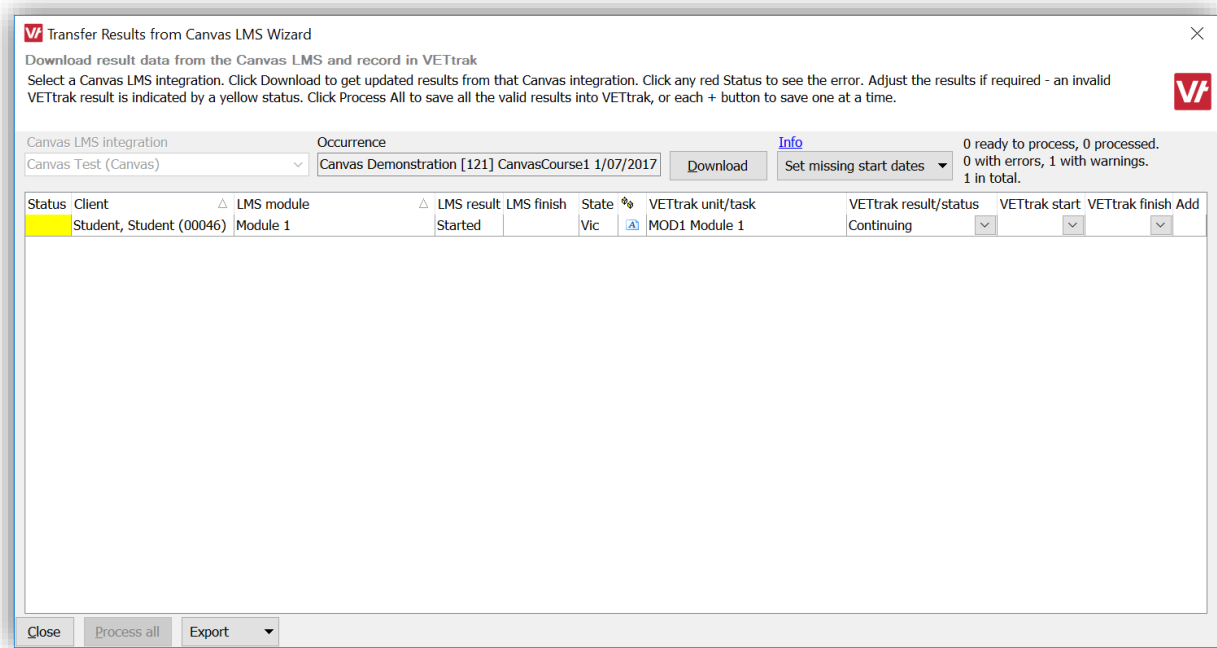 Transfer Results from Canvas LMS Wizard
Download result data from the Canvas LMS and record in VETtrak
Select a Canvas LMS integration. Click Download to get updated results from that Canvas integration. Click any red Status to see the error. Adjust the results if required - an invalid
VETtrak result is indicated by a yellow status. Click Process All to save all the valid results into VETtrak, or each + button to save one at a time.
Canvas LMS integration Occurrence Info 0 ready to process, 0 processed.
Canvas Test (Canvas) Canvas Demonstration [121] CanvasCourse1 1/07/2017 Download Set missing start dates 0 with errors, 1 with warnings.
1 in total.
Status Client LMS module LMS result LMS finish State VETtrak unit/task VETtrak result/status VETtrak start VETtrak finish Add
Student, Student (00046) Module 1 Started Vic A MOD1 Module 1 Continuing
Close Process all Export